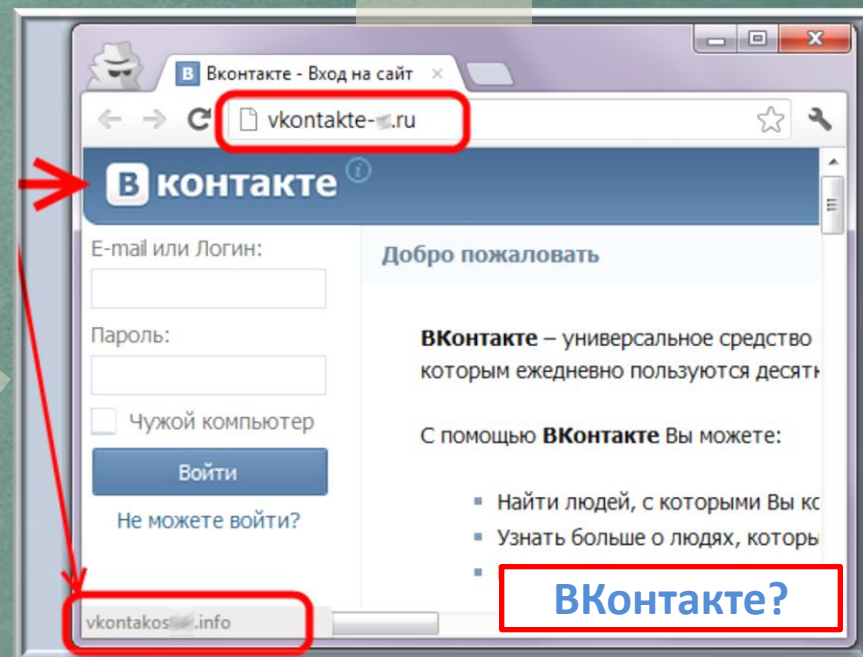 Вконтакте - Вход на сайт
vkontakte- .ru
В контакте
E-mail или Логин:
Пароль:
Чужой компьютер
Войти
Не можете войти?
Добро пожаловать
ВКонтакте – универсальное средство
которым ежедневно пользуются десятк
С помощью ВКонтакте Вы можете:
Найти людей, с которыми Вы кс
Узнать больше о людях, которы
ВКонтакте?
vkontakos .info